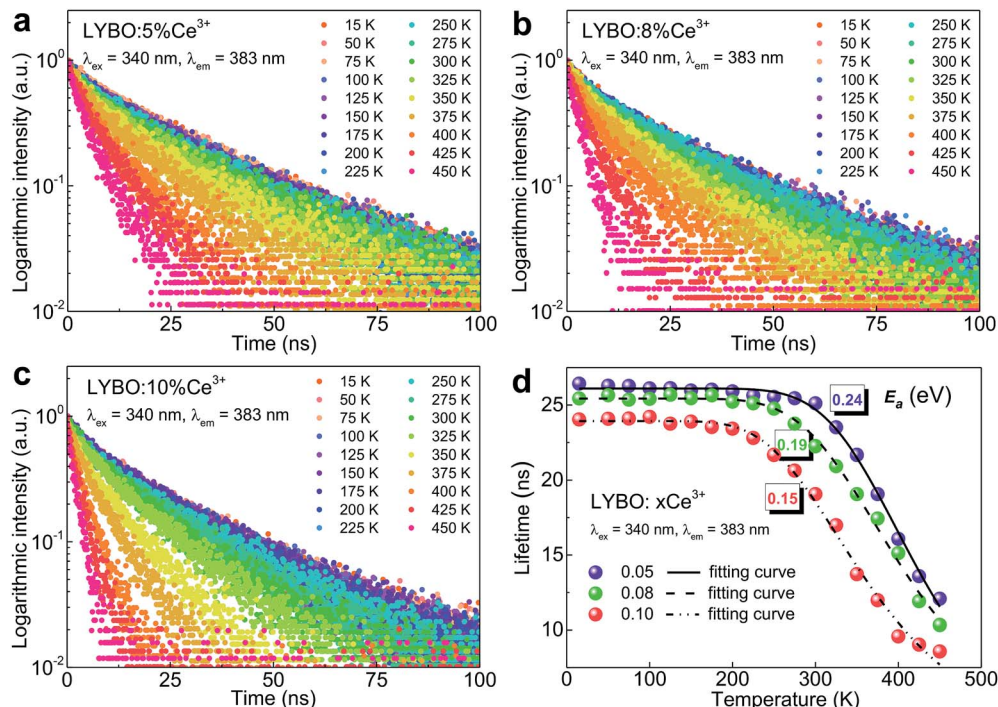 a
LYBO:5%Ce³⁺
λex = 340 nm, λem = 383 nm
15 K 250 K
50 K 275 K
75 K 300 K
100 K 325 K
125 K 350 K
150 K 375 K
175 K 400 K
200 K 425 K
225 K 450 K
10⁰
10⁻¹
10⁻²
Logarithmic intensity (a.u.)
0 25 50 75 100
Time (ns)
b
LYBO:8%Ce³⁺
λex = 340 nm, λem = 383 nm
15 K 250 K
50 K 275 K
75 K 300 K
100 K 325 K
125 K 350 K
150 K 375 K
175 K 400 K
200 K 425 K
225 K 450 K
10⁰
10⁻¹
10⁻²
Logarithmic intensity (a.u.)
0 25 50 75 100
Time (ns)
c
LYBO:10%Ce³⁺
λex = 340 nm, λem = 383 nm
15 K 250 K
50 K 275 K
75 K 300 K
100 K 325 K
125 K 350 K
150 K 375 K
175 K 400 K
200 K 425 K
225 K 450 K
10⁰
10⁻¹
10⁻²
Logarithmic intensity (a.u.)
0 25 50 75 100
Time (ns)
d
0.24 Ea (eV)
0.19
0.15
LYBO: xCe³⁺
λex = 340 nm, λem = 383 nm
0.05 fitting curve
0.08 fitting curve
0.10 fitting curve
25
20
15
10
Lifetime (ns)
0 100 200 300 400 500
Temperature (K)